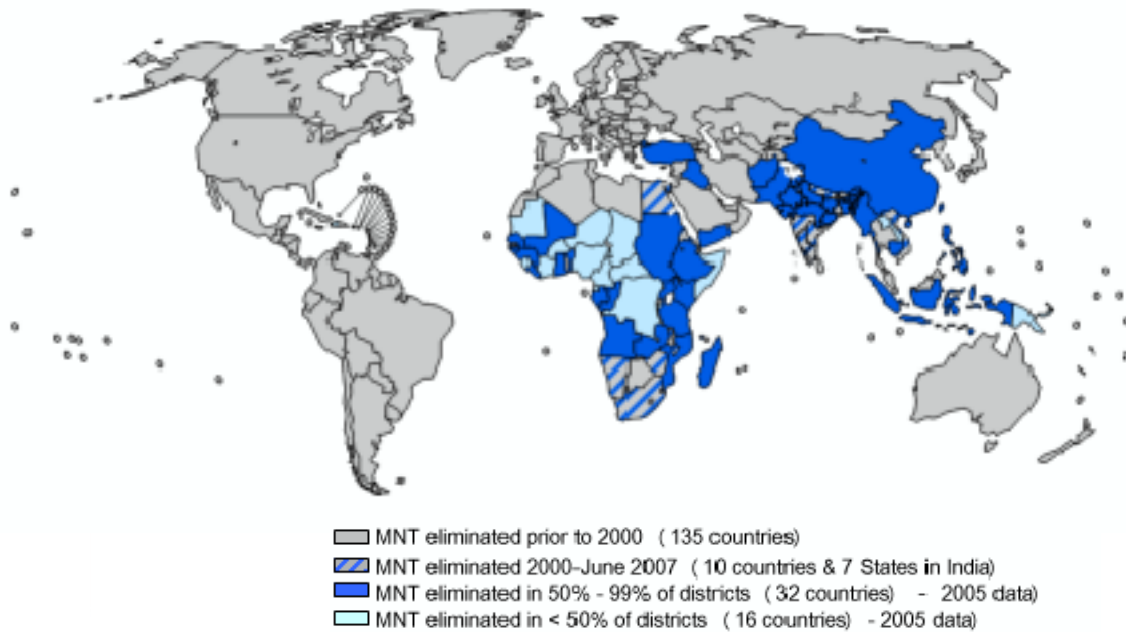 MNT eliminated prior to 2000 ( 135 countries)
MNT eliminated 2000-June 2007 ( 10 countries & 7 States in India)
MNT eliminated in 50% - 99% of districts ( 32 countries) - 2005 data)
MNT eliminated in < 50% of districts ( 16 countries) - 2005 data)